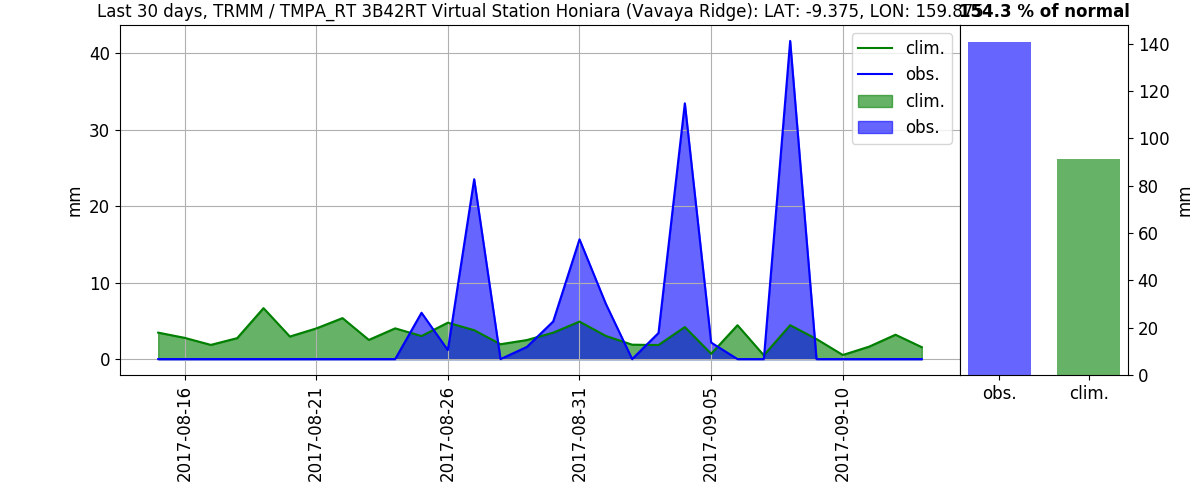 Last 30 days, TRMM / TMPA_RT 3B42RT Virtual Station Honiara (Vavaya Ridge): LAT: -9.375, LON: 159.875
154.3 % of normal
mm
40
30
20
10
0
clim.
obs.
clim.
obs.
2017-08-16
2017-08-21
2017-08-26
2017-08-31
2017-09-05
2017-09-10
140
120
100
80
60
40
20
0
mm
obs.
clim.